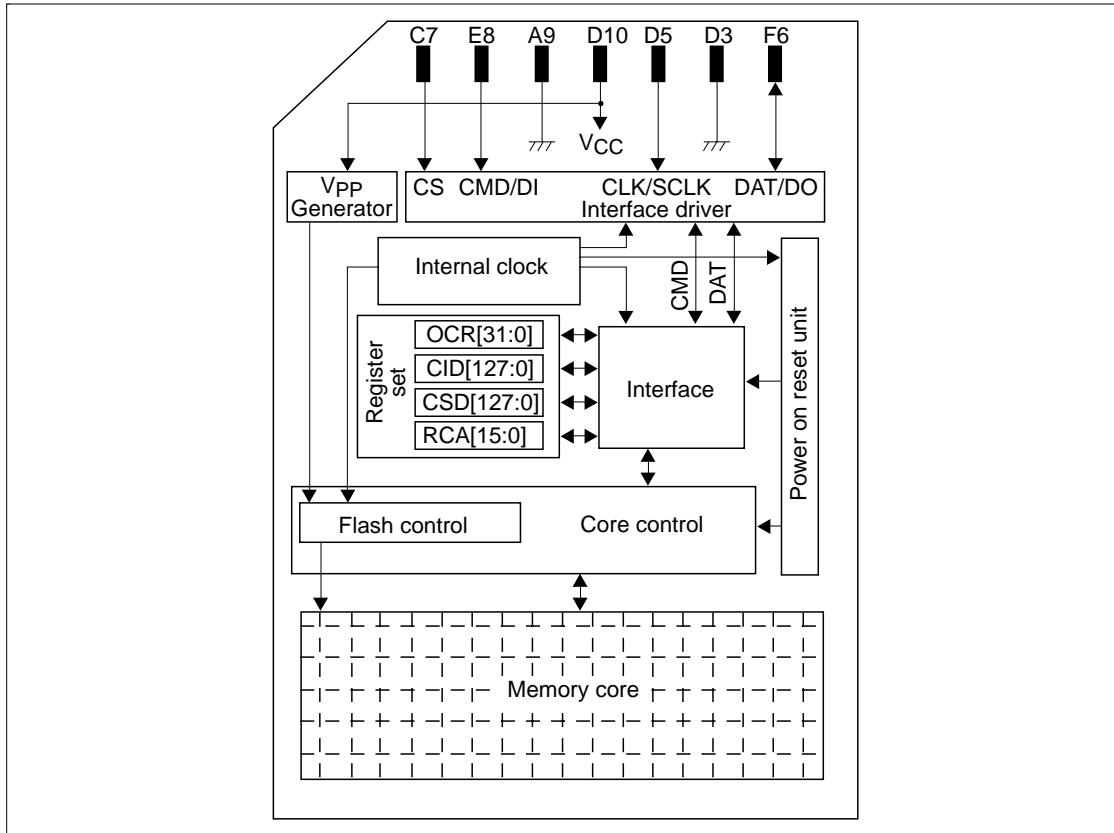 C7 E8 A9 D10 D5 D3 F6
VCC
VPP
Generator
CS CMD/DI CLK/SCLK DAT/DO
Interface driver
Internal clock
CMD
DAT
Register
set
OCR[31:0]
CID[127:0]
CSD[127:0]
RCA[15:0]
Interface
Power on reset unit
Flash control
Core control
Memory core